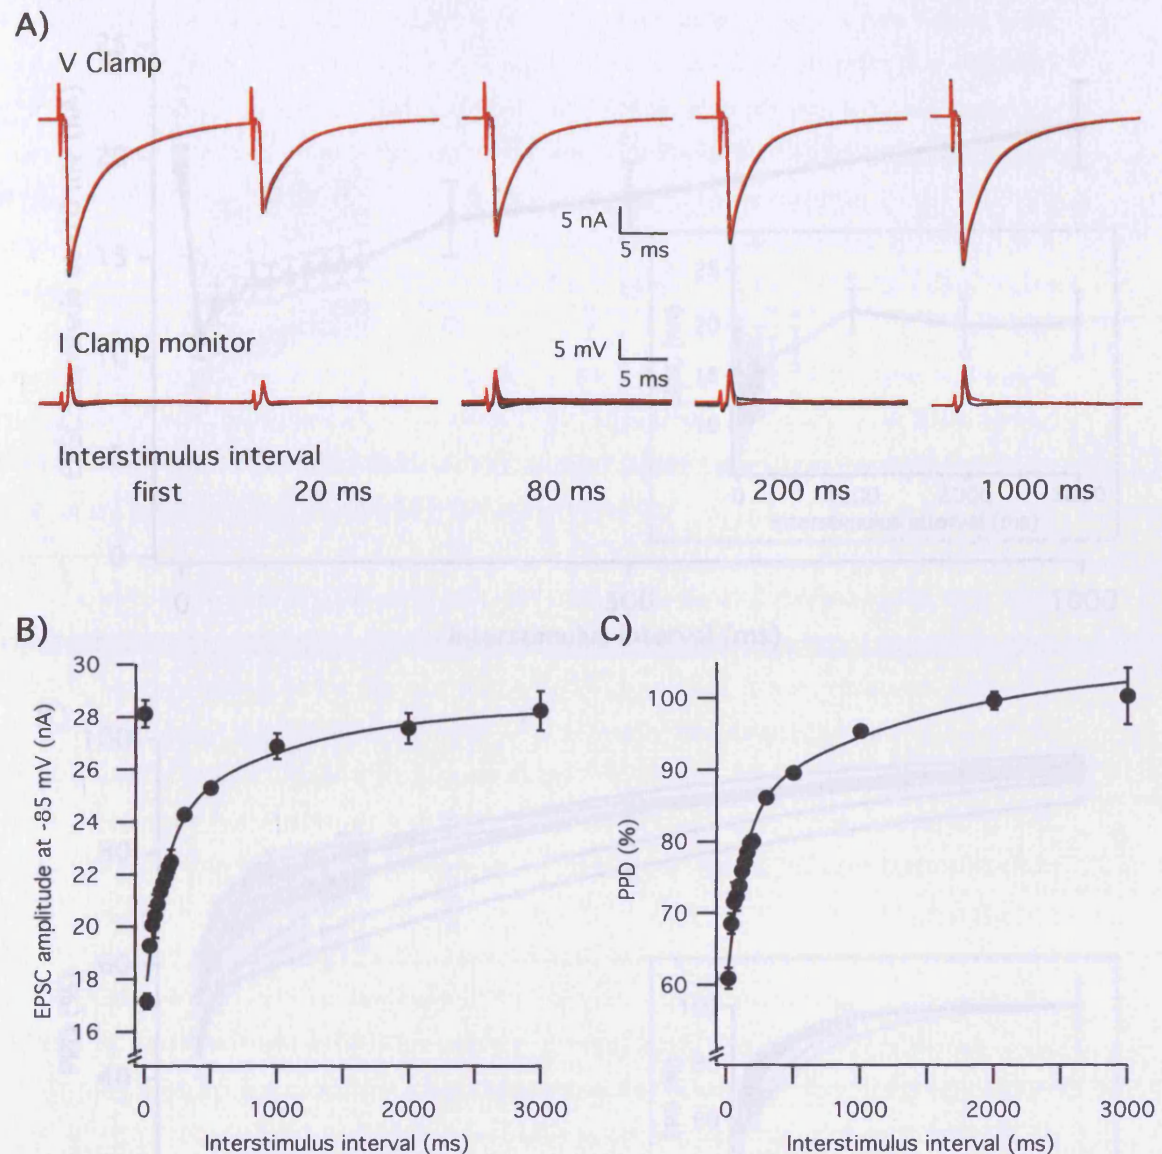 A)
V Clamp
5 nA
5 ms
I Clamp monitor
5 mV
5 ms
Interstimulus interval
first 20 ms 80 ms 200 ms 1000 ms
B)
EPSC amplitude at -85 mV (nA)
30
28
26
24
22
20
18
16
0 1000 2000 3000
Interstimulus interval (ms)
C)
PPD (%)
100
90
80
70
60
0 1000 2000 3000
Interstimulus interval (ms)